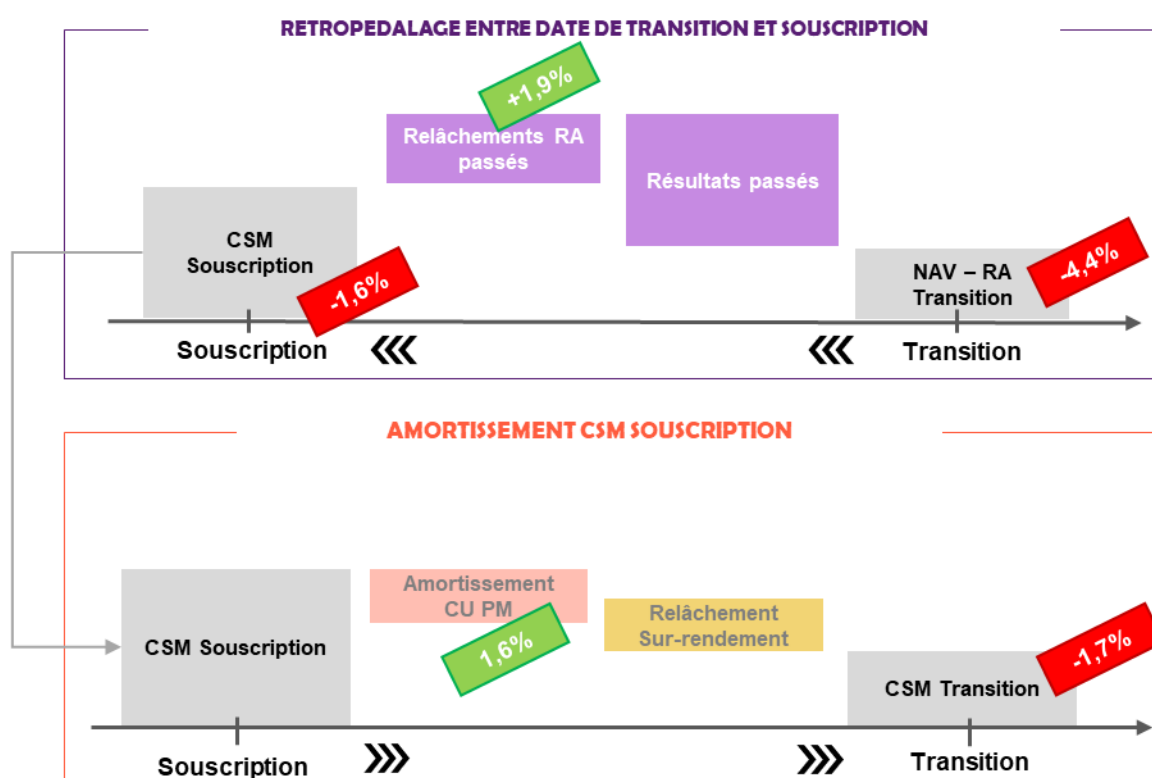 RETROPEDALAGE ENTRE DATE DE TRANSITION ET SOUSCRIPTION
+1,9%
Relâchements RA
passés
Résultats passés
CSM
Souscription
-1,6%
NAV – RA
Transition
-4,4%
Souscription
Transition
AMORTISSEMENT CSM SOUSCRIPTION
CSM Souscription
Amortissement
CU PM
1,6%
Relâchement
Sur-rendement
CSM Transition
-1,7%
Souscription
Transition